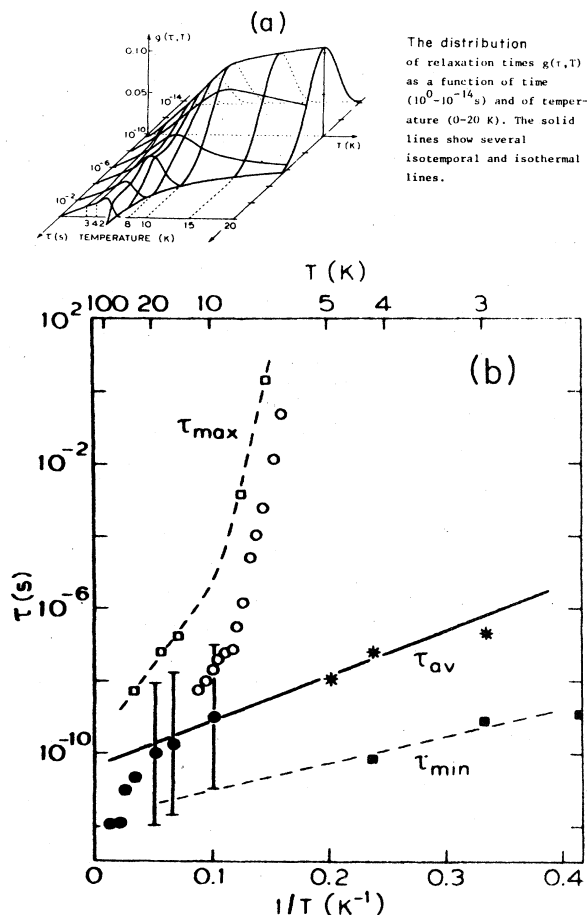 (a)
g(τ,T)
0.10
0.05
10⁻¹⁴
10⁻¹⁰
10⁻⁶
10⁻²
T(K)
3 4 2 8 10 15 20
τ(s) TEMPERATURE (K)
The distribution
of relaxation times g(τ,T)
as a function of time
(10⁰-10⁻¹⁴s) and of temper-
ature (0-20 K). The solid
lines show several
isotemporal and isothermal
lines.
T (K)
100 20 10 5 4 3
(b)
10²
10⁻²
10⁻⁶
10⁻¹⁰
τ(s)
τmax
τav
τmin
0 0.1 0.2 0.3 0.4
1/T (K⁻¹)